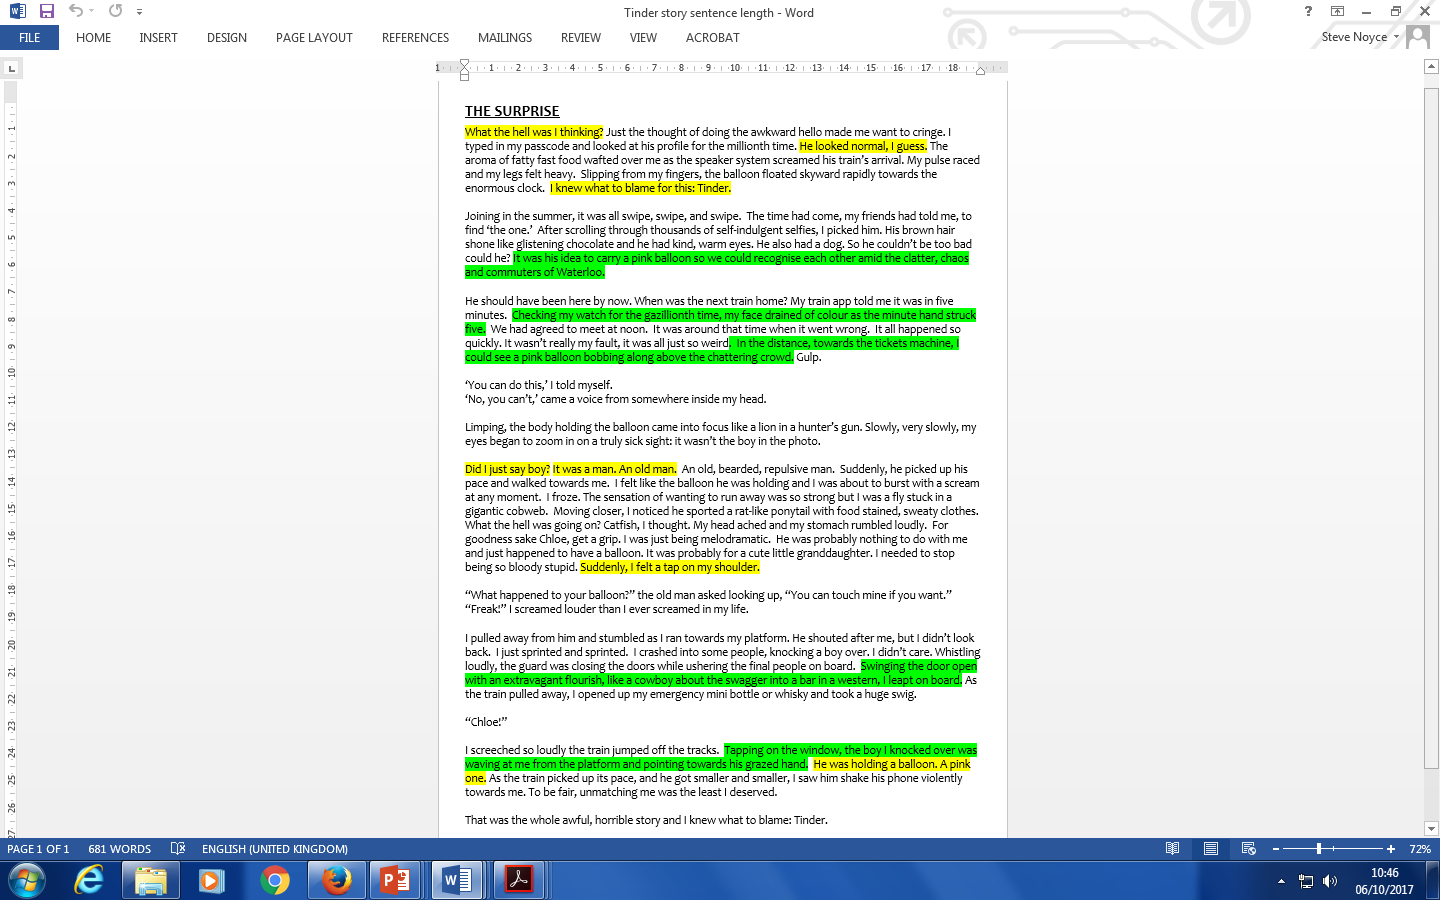 Tinder story sentence length - Word
FILE HOME INSERT DESIGN PAGE LAYOUT REFERENCES MAILINGS REVIEW VIEW ACROBAT Steve Noyce
1 1 2 3 4 5 6 7 8 9 10 11 12 13 14 15 16 17 18
THE SURPRISE
What the hell was I thinking? Just the thought of doing the awkward hello made me want to cringe. I
typed in my passcode and looked at his profile for the millionth time. He looked normal, I guess. The
aroma of fatty fast food wafted over me as the speaker system screamed his train’s arrival. My pulse raced
and my legs felt heavy. Slipping from my fingers, the balloon floated skyward rapidly towards the
enormous clock. I knew what to blame for this: Tinder.
Joining in the summer, it was all swipe, swipe, and swipe. The time had come, my friends had told me, to
find ‘the one.’ After scrolling through thousands of self-indulgent selfies, I picked him. His brown hair
shone like glistening chocolate and he had kind, warm eyes. He also had a dog. So he couldn’t be too bad
could he? It was his idea to carry a pink balloon so we could recognise each other amid the clatter, chaos
and commuters of Waterloo.
He should have been here by now. When was the next train home? My train app told me it was in five
minutes. Checking my watch for the gazillionth time, my face drained of colour as the minute hand struck
five. We had agreed to meet at noon. It was around that time when it went wrong. It all happened so
quickly. It wasn’t really my fault, it was all just so weird. In the distance, towards the tickets machine, I
could see a pink balloon bobbing along above the chattering crowd. Gulp.
‘You can do this,’ I told myself.
‘No, you can’t,’ came a voice from somewhere inside my head.
Limping, the body holding the balloon came into focus like a lion in a hunter’s gun. Slowly, very slowly, my
eyes began to zoom in on a truly sick sight: it wasn’t the boy in the photo.
Did I just say boy? It was a man. An old man. An old, bearded, repulsive man. Suddenly, he picked up his
pace and walked towards me. I felt like the balloon he was holding and I was about to burst with a scream
at any moment. I froze. The sensation of wanting to run away was so strong but I was a fly stuck in a
gigantic cobweb. Moving closer, I noticed he sported a rat-like ponytail with food stained, sweaty clothes.
What the hell was going on? Catfish, I thought. My head ached and my stomach rumbled loudly. For
goodness sake Chloe, get a grip. I was just being melodramatic. He was probably nothing to do with me
and just happened to have a balloon. It was probably for a cute little granddaughter. I needed to stop
being so bloody stupid. Suddenly, I felt a tap on my shoulder.
“What happened to your balloon?” the old man asked looking up, “You can touch mine if you want.”
“Freak!” I screamed louder than I ever screamed in my life.
I pulled away from him and stumbled as I ran towards my platform. He shouted after me, but I didn’t look
back. I just sprinted and sprinted. I crashed into some people, knocking a boy over. I didn’t care. Whistling
loudly, the guard was closing the doors while ushering the final people on board. Swinging the door open
with an extravagant flourish, like a cowboy about the swagger into a bar in a western, I leapt on board. As
the train pulled away, I opened up my emergency mini bottle or whisky and took a huge swig.
“Chloe!”
I screeched so loudly the train jumped off the tracks. Tapping on the window, the boy I knocked over was
waving at me from the platform and pointing towards his grazed hand. He was holding a balloon. A pink
one. As the train picked up its pace, and he got smaller and smaller, I saw him shake his phone violently
towards me. To be fair, unmatching me was the least I deserved.
That was the whole awful, horrible story and I knew what to blame: Tinder.
PAGE 1 OF 1 681 WORDS ENGLISH (UNITED KINGDOM) 72%
10:46
06/10/2017